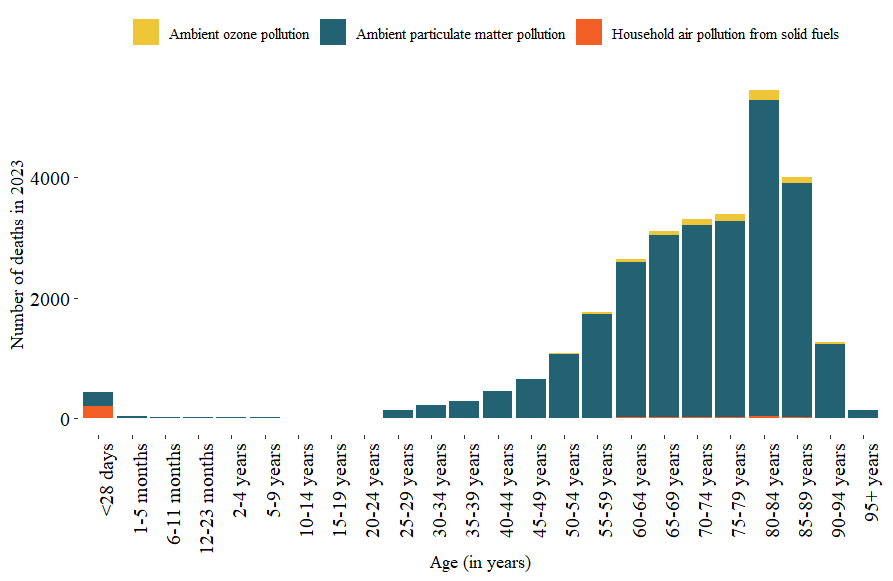 Ambient ozone pollution Ambient particulate matter pollution Household air pollution from solid fuels
Number of deaths in 2023
4000
2000
0
<28 days
1-5 months
6-11 months
12-23 months
2-4 years
5-9 years
10-14 years
15-19 years
20-24 years
25-29 years
30-34 years
35-39 years
40-44 years
45-49 years
50-54 years
55-59 years
60-64 years
65-69 years
70-74 years
75-79 years
80-84 years
85-89 years
90-94 years
95+ years
Age (in years)